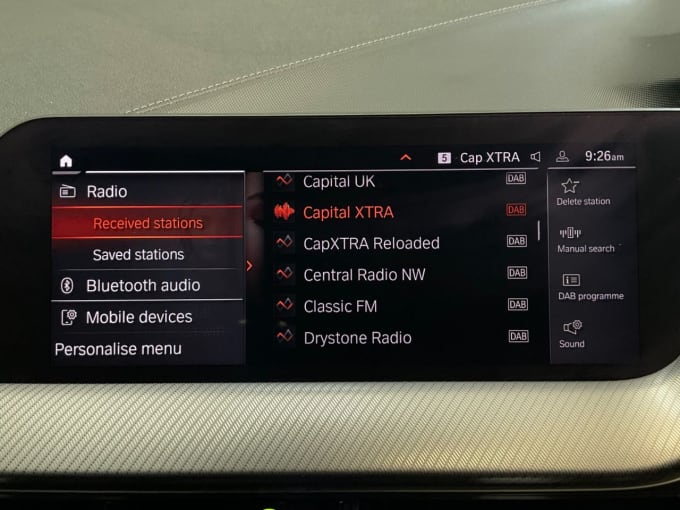 5 Cap XTRA 9:26am
Radio
Received stations
Saved stations
Bluetooth audio
Mobile devices
Personalise menu
Capital UK DAB
Capital XTRA DAB
CapXTRA Reloaded DAB
Central Radio NW DAB
Classic FM DAB
Drystone Radio DAB
Delete station
Manual search
DAB programme
Sound